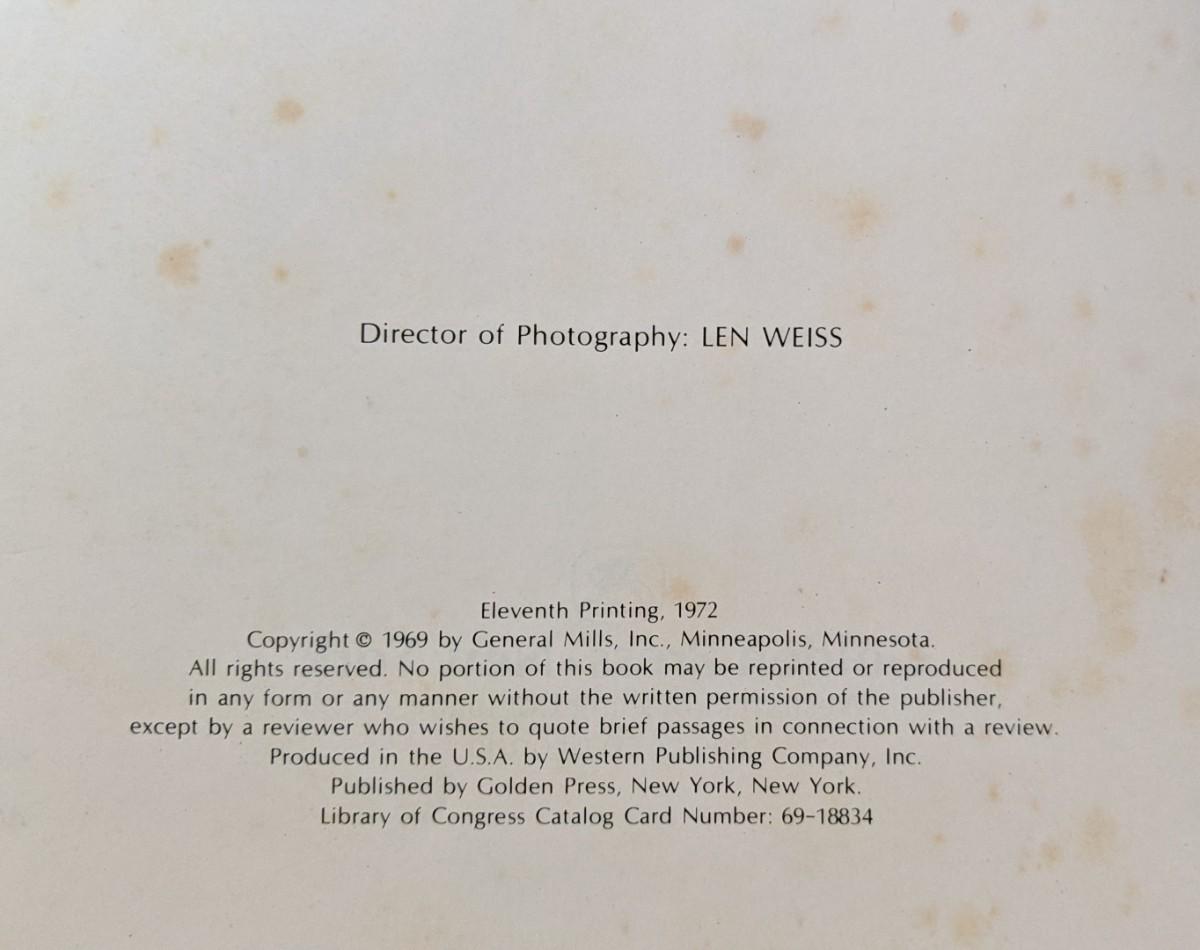 Director of Photography: LEN WEISS
Eleventh Printing, 1972
Copyright © 1969 by General Mills, Inc., Minneapolis, Minnesota.
All rights reserved. No portion of this book may be reprinted or reproduced
in any form or any manner without the written permission of the publisher,
except by a reviewer who wishes to quote brief passages in connection with a review.
Produced in the U.S.A. by Western Publishing Company, Inc.
Published by Golden Press, New York, New York.
Library of Congress Catalog Card Number: 69-18834